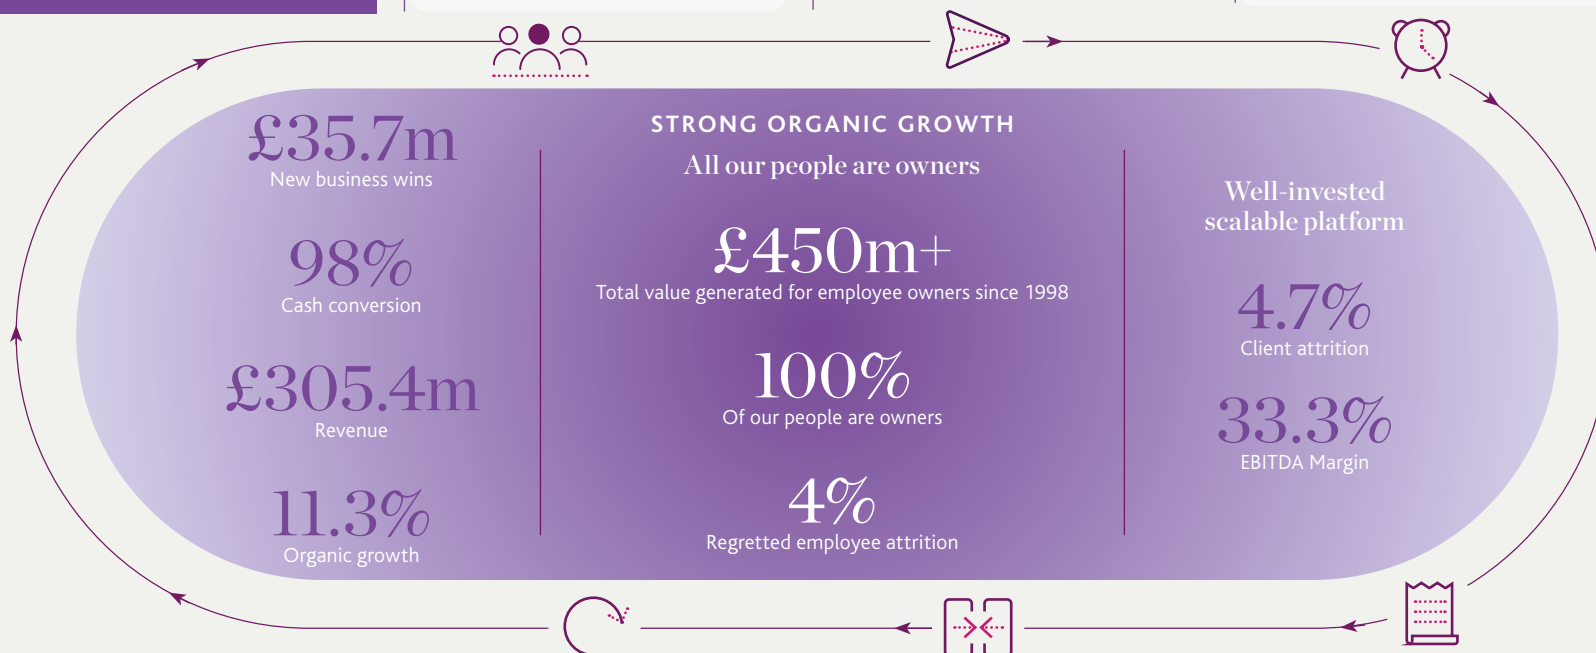 £35.7m
New business wins
98%
Cash conversion
£305.4m
Revenue
11.3%
Organic growth
STRONG ORGANIC GROWTH
All our people are owners
£450m+
Total value generated for employee owners since 1998
100%
Of our people are owners
4%
Regretted employee attrition
Well-invested
scalable platform
4.7%
Client attrition
33.3%
EBITDA Margin